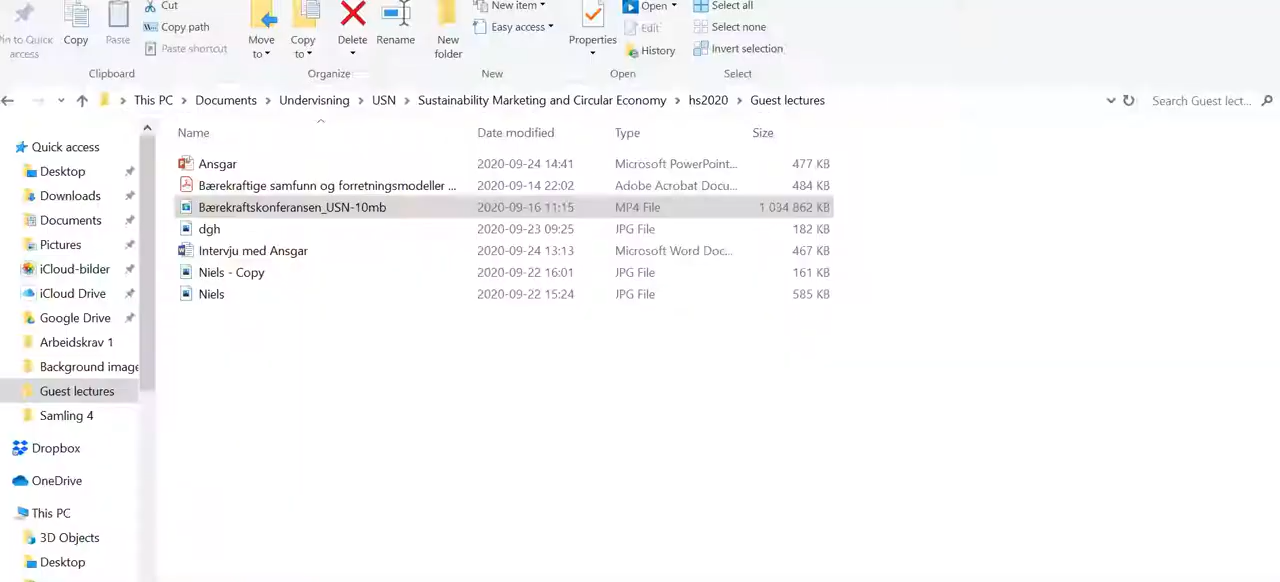 Cut
New item
Open
Select all
Copy path
Easy access
Edit
Select none
in to Quick access
Copy
Paste
Paste shortcut
Move to
Copy to
Delete
Rename
New folder
Properties
History
Invert selection
Clipboard
Organize
New
Open
Select
This PC
Documents
Undervisning
USN
Sustainability Marketing and Circular Economy
hs2020
Guest lectures
Search Guest lect...
Name
Date modified
Type
Size
Ansgar 2020-09-24 14:41 Microsoft PowerPoint... 477 KB
Bærekraftige samfunn og forretningsmodeller ... 2020-09-14 22:02 Adobe Acrobat Docu... 484 KB
Bærekraftskonferansen_USN-10mb 2020-09-16 11:15 MP4 File 1 034 862 KB
dgh 2020-09-23 09:25 JPG File 182 KB
Intervju med Ansgar 2020-09-24 13:13 Microsoft Word Doc... 467 KB
Niels - Copy 2020-09-22 16:01 JPG File 161 KB
Niels 2020-09-22 15:24 JPG File 585 KB
Quick access
Desktop
Downloads
Documents
Pictures
iCloud-bilder
iCloud Drive
Google Drive
Arbeidskrav 1
Background image
Guest lectures
Samling 4
Dropbox
OneDrive
This PC
3D Objects
Desktop